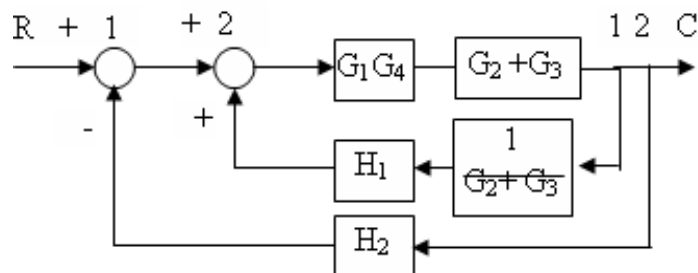 R + 1 + 2 1 2 C
G₁G₄ G₂+G₃
- +
H₁ 1
G₂+G₃
H₂